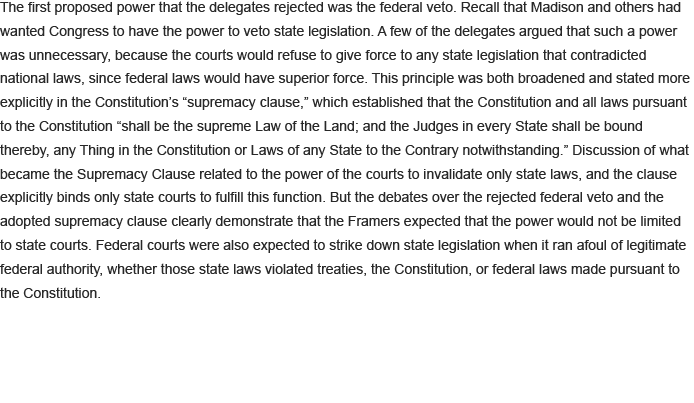 The first proposed power that the delegates rejected was the federal veto. Recall that Madison and others had
wanted Congress to have the power to veto state legislation. A few of the delegates argued that such a power
was unnecessary, because the courts would refuse to give force to any state legislation that contradicted
national laws, since federal laws would have superior force. This principle was both broadened and stated more
explicitly in the Constitution’s “supremacy clause,” which established that the Constitution and all laws pursuant
to the Constitution “shall be the supreme Law of the Land; and the Judges in every State shall be bound
thereby, any Thing in the Constitution or Laws of any State to the Contrary notwithstanding.” Discussion of what
became the Supremacy Clause related to the power of the courts to invalidate only state laws, and the clause
explicitly binds only state courts to fulfill this function. But the debates over the rejected federal veto and the
adopted supremacy clause clearly demonstrate that the Framers expected that the power would not be limited
to state courts. Federal courts were also expected to strike down state legislation when it ran afoul of legitimate
federal authority, whether those state laws violated treaties, the Constitution, or federal laws made pursuant to
the Constitution.